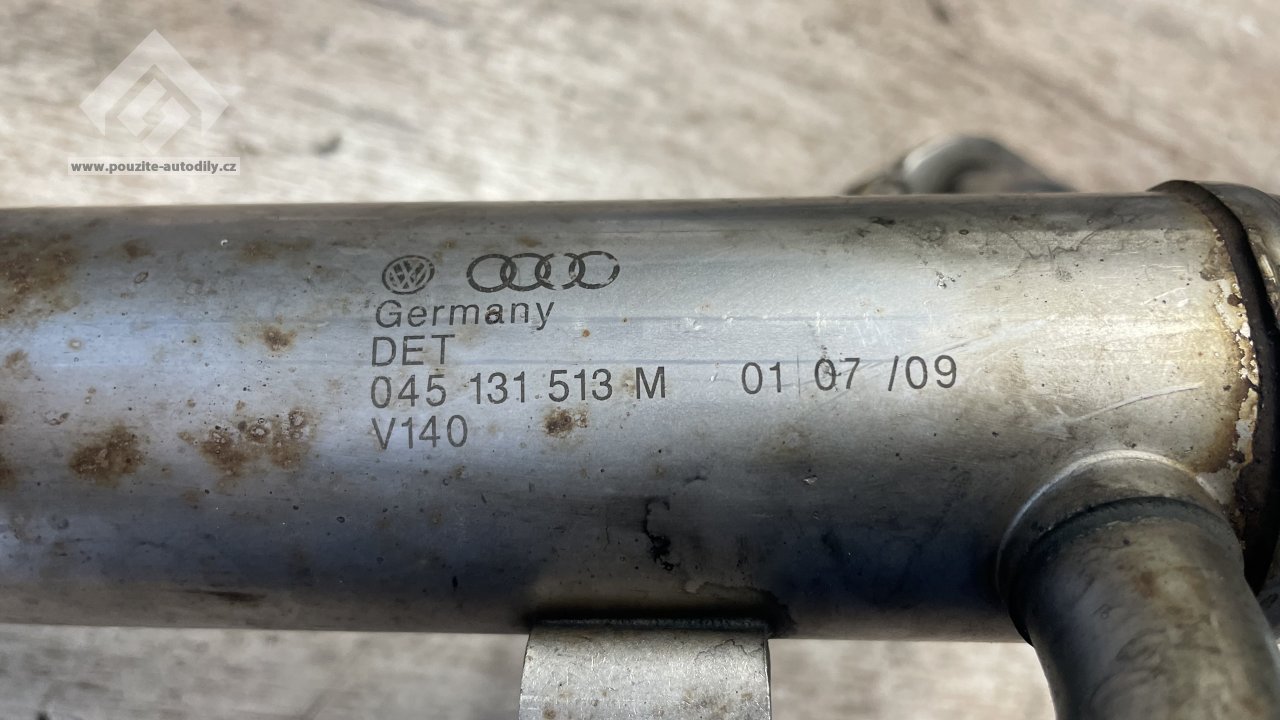 www.pouzite-autodily.cz
Germany
DET
045 131 513 M 01 07 /09
V140